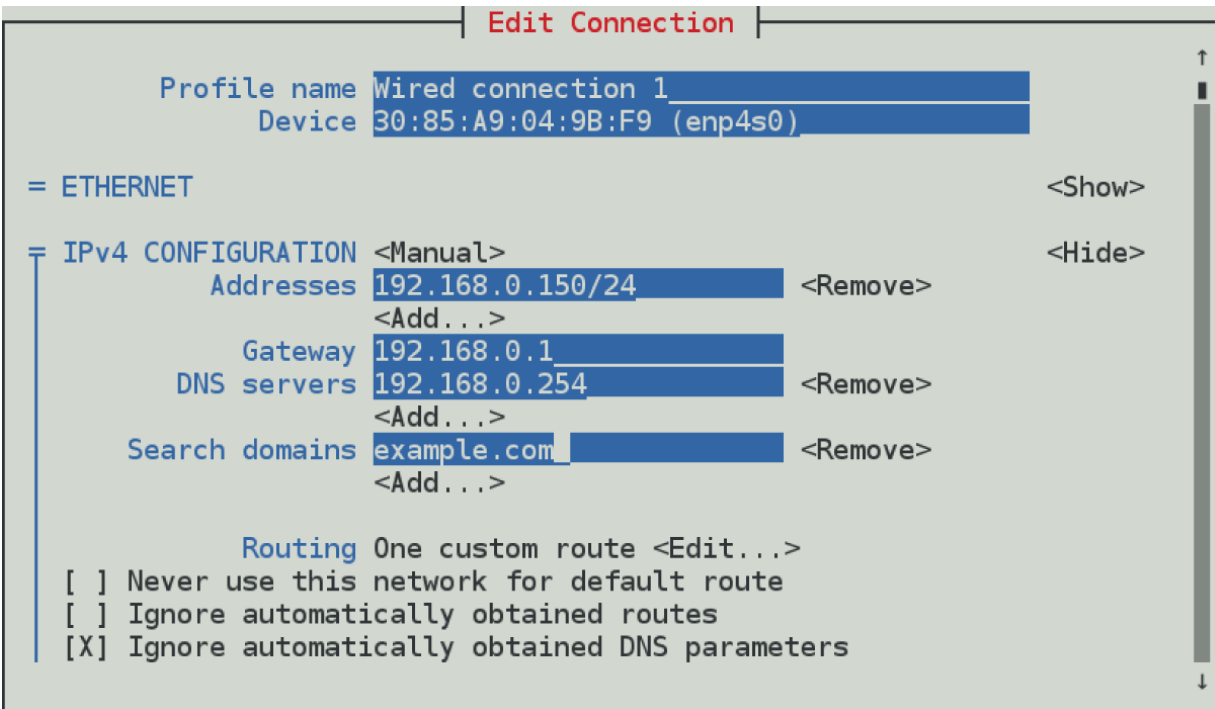 Edit Connection
Profile name Wired connection 1
Device 30:85:A9:04:9B:F9 (enp4s0)
= ETHERNET <Show>
= IPv4 CONFIGURATION <Manual> <Hide>
Addresses 192.168.0.150/24 <Remove>
<Add...>
Gateway 192.168.0.1
DNS servers 192.168.0.254 <Remove>
<Add...>
Search domains example.com <Remove>
<Add...>
Routing One custom route <Edit...>
[ ] Never use this network for default route
[ ] Ignore automatically obtained routes
[X] Ignore automatically obtained DNS parameters